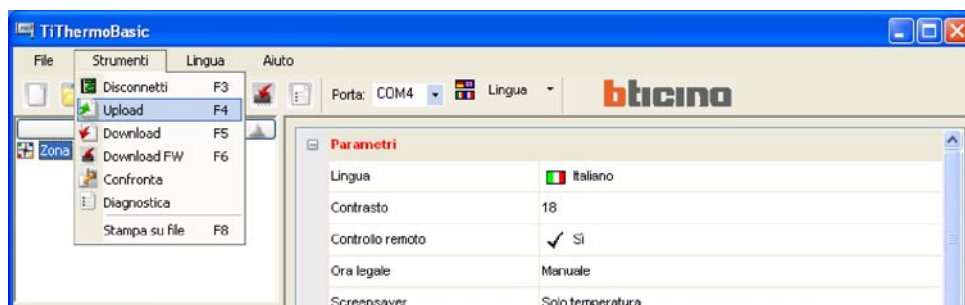 TiThermoBasic
File Strumenti Lingua Aiuto
Disconnetti F3
Upload F4
Download F5
Download FW F6
Confronta
Diagnostica
Stampa su file F8
Porta: COM4 Lingua
bticino
Zona
Parametri
Lingua Italiano
Contrasto 18
Controllo remoto Sì
Ora legale Manuale
Screensaver Solo temperatura